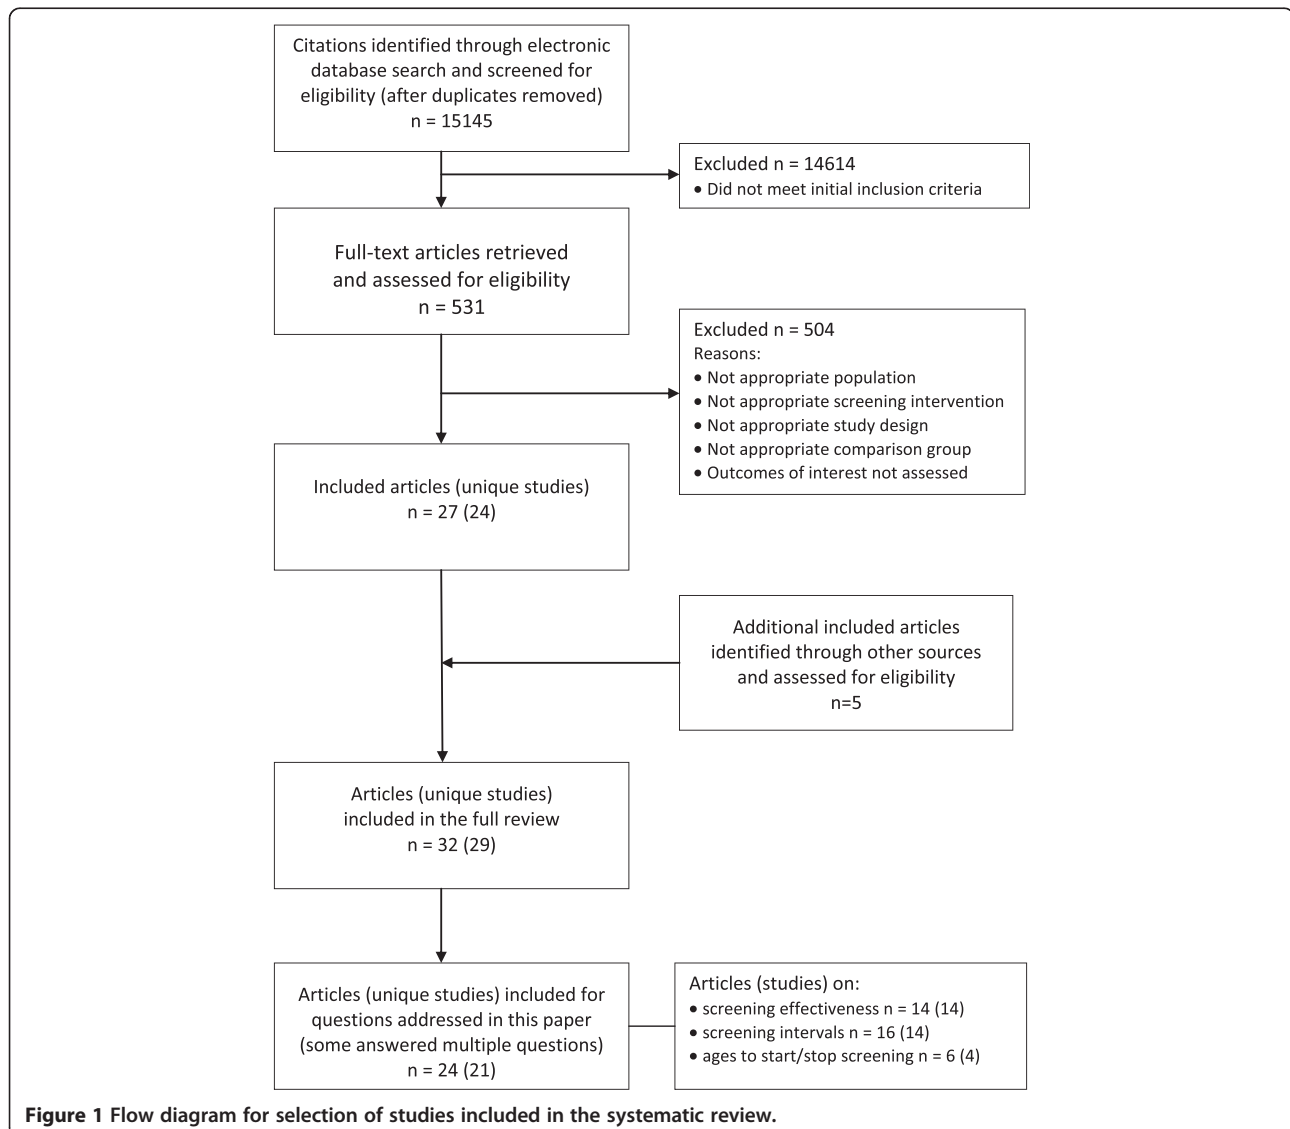 Citations identified through electronic
database search and screened for
eligibility (after duplicates removed)
n = 15145
Excluded n = 14614
• Did not meet initial inclusion criteria
Full-text articles retrieved
and assessed for eligibility
n = 531
Excluded n = 504
Reasons:
• Not appropriate population
• Not appropriate screening intervention
• Not appropriate study design
• Not appropriate comparison group
• Outcomes of interest not assessed
Included articles (unique studies)
n = 27 (24)
Additional included articles
identified through other sources
and assessed for eligibility
n=5
Articles (unique studies)
included in the full review
n = 32 (29)
Articles (unique studies) included for
questions addressed in this paper
(some answered multiple questions)
n = 24 (21)
Articles (studies) on:
• screening effectiveness n = 14 (14)
• screening intervals n = 16 (14)
• ages to start/stop screening n = 6 (4)
Figure 1 Flow diagram for selection of studies included in the systematic review.